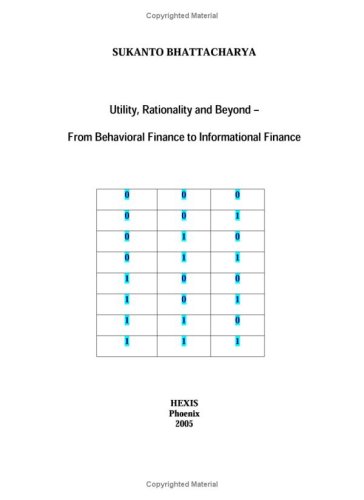 Copyrighted Material
SUKANTO BHATTACHARYA
Utility, Rationality and Beyond –
From Behavioral Finance to Informational Finance
0 0 0
0 0 1
0 1 0
0 1 1
1 0 0
1 0 1
1 1 0
1 1 1
HEXIS
Phoenix
2005
Copyrighted Material